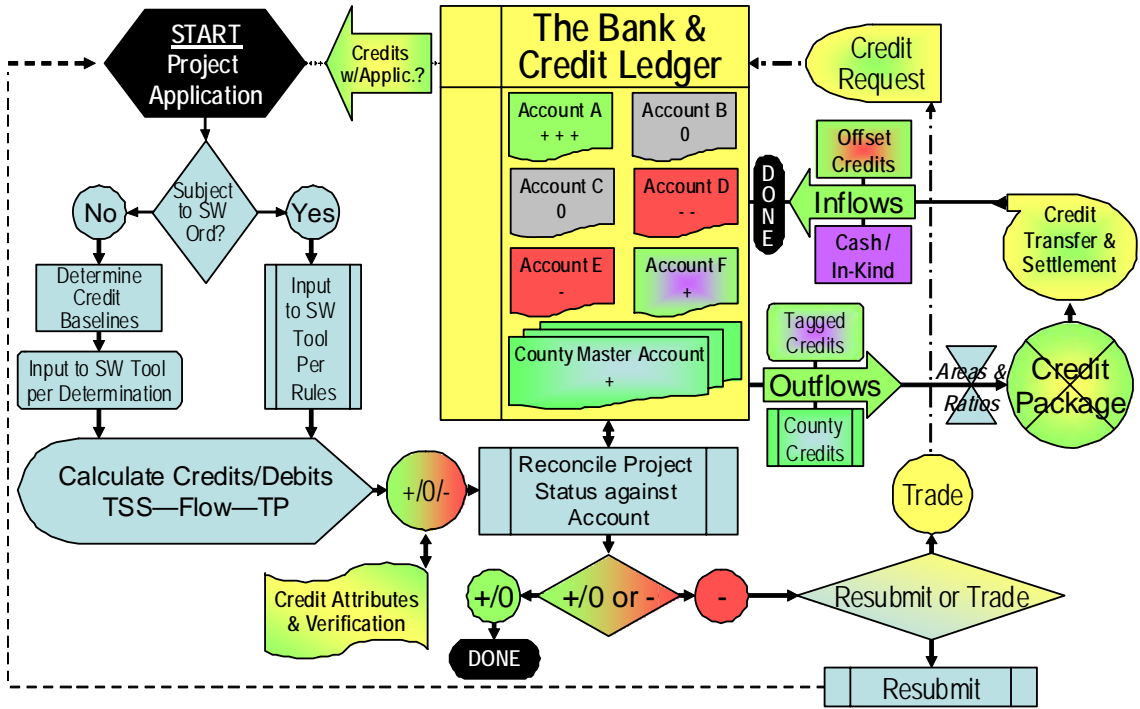 START
Project
Application
Credits
w/Applic.?
The Bank &
Credit Ledger
Account A
+ + +
Account B
0
Account C
0
Account D
- -
Account E
-
Account F
+
County Master Account
+
Credit
Request
Offset
Credits
D
O
N
E
Inflows
Cash /
In-Kind
Credit
Transfer &
Settlement
Subject
to SW
Ord?
No
Yes
Determine
Credit
Baselines
Input
to SW
Tool
Per
Rules
Input to SW Tool
per Determination
Tagged
Credits
Outflows
County
Credits
Areas &
Ratios
Credit
Package
Calculate Credits/Debits
TSS—Flow—TP
+/0/-
Reconcile Project
Status against
Account
Trade
Credit Attributes
& Verification
+/0
+/0 or -
-
Resubmit or Trade
DONE
Resubmit